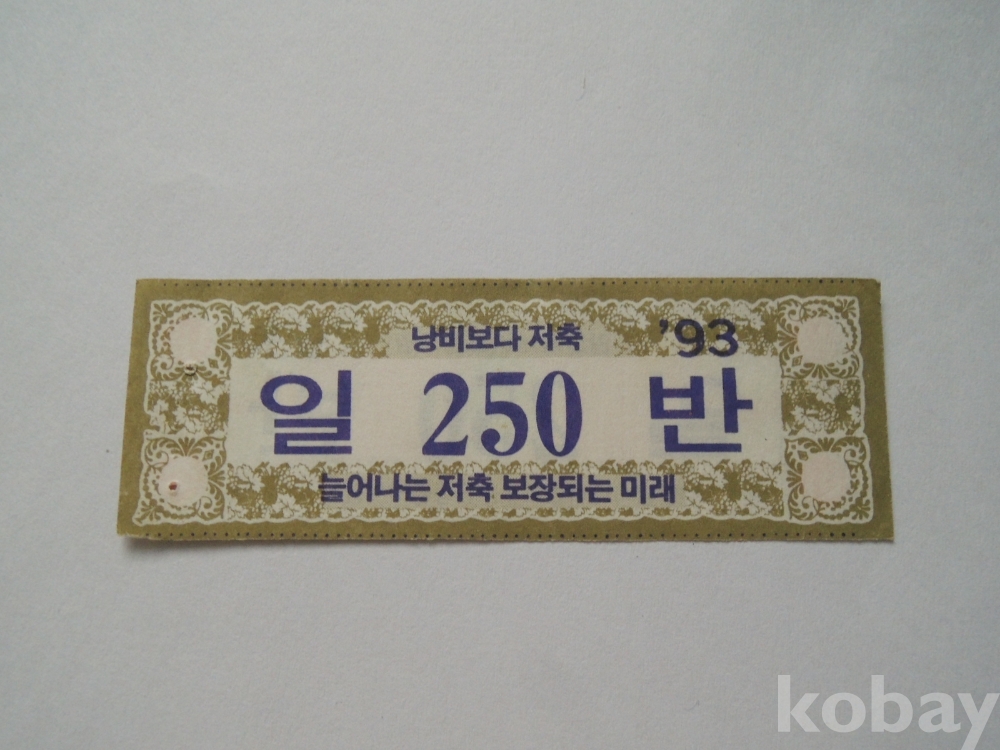 낭비보다 저축 '93
일 250 반
늘어나는 저축 보장되는 미래
kobay